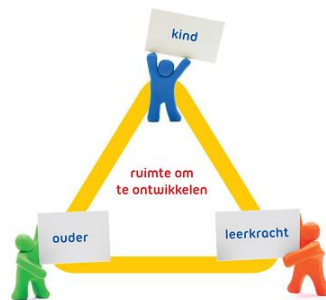 kind
ruimte om
te ontwikkelen
ouder
leerkracht